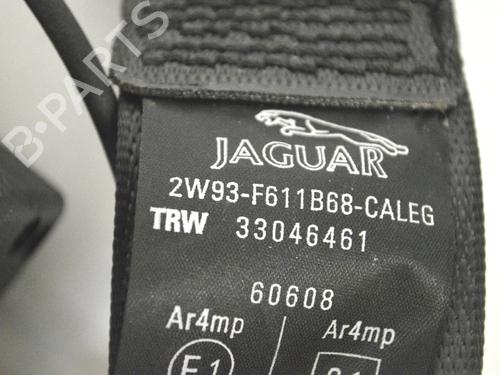 JAGUAR
2W93-F611B68-CALEG
TRW 33046461
60608
Ar4mp Ar4mp
E1
B-PARTS